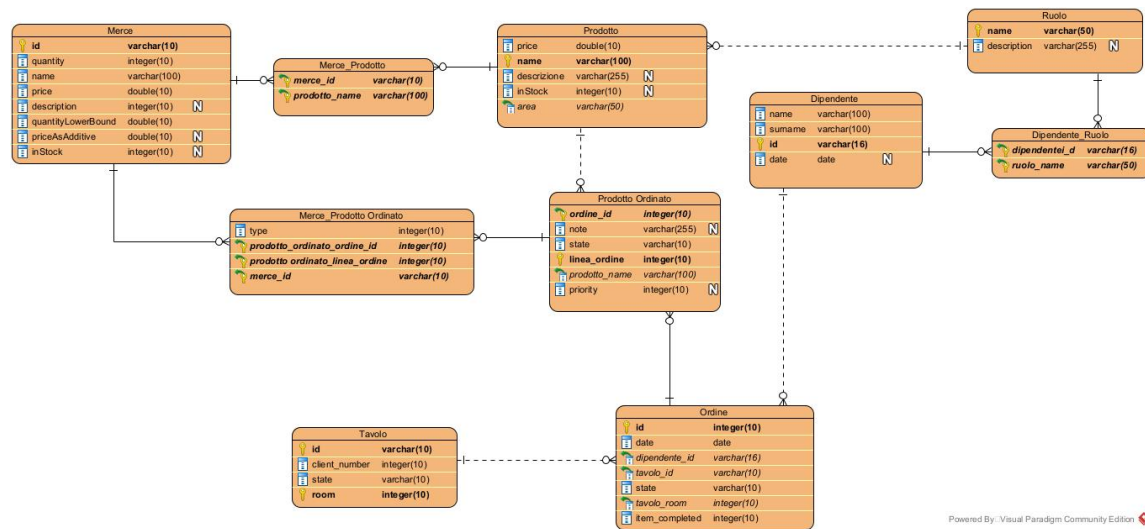 Merce
id varchar(10)
quantity integer(10)
name varchar(100)
price double(10)
description integer(10) N
quantityLowerBound double(10)
priceAsAdditive double(10) N
inStock integer(10) N
Merce_Prodotto
merce_id varchar(10)
prodotto_name varchar(100)
Prodotto
price double(10)
name varchar(100)
descrizione varchar(255) N
inStock integer(10) N
area varchar(50)
Ruolo
name varchar(50)
description varchar(255) N
Dipendente
name varchar(100)
surname varchar(100)
id varchar(16)
date date N
Dipendente_Ruolo
dipendentei_d varchar(16)
ruolo_name varchar(50)
Merce_Prodotto Ordinato
type integer(10)
prodotto_ordinato_ordine_id integer(10)
prodotto ordinato_linea_ordine integer(10)
merce_id varchar(10)
Prodotto Ordinato
ordine_id integer(10)
note varchar(255) N
state varchar(10)
linea_ordine integer(10)
prodotto_name varchar(100)
priority integer(10) N
Tavolo
id varchar(10)
client_number integer(10)
state varchar(10)
room integer(10)
Ordine
id integer(10)
date date
dipendente_id varchar(16)
tavolo_id varchar(10)
state varchar(10)
tavolo_room integer(10)
item_completed integer(10)
Powered By: Visual Paradigm Community Edition